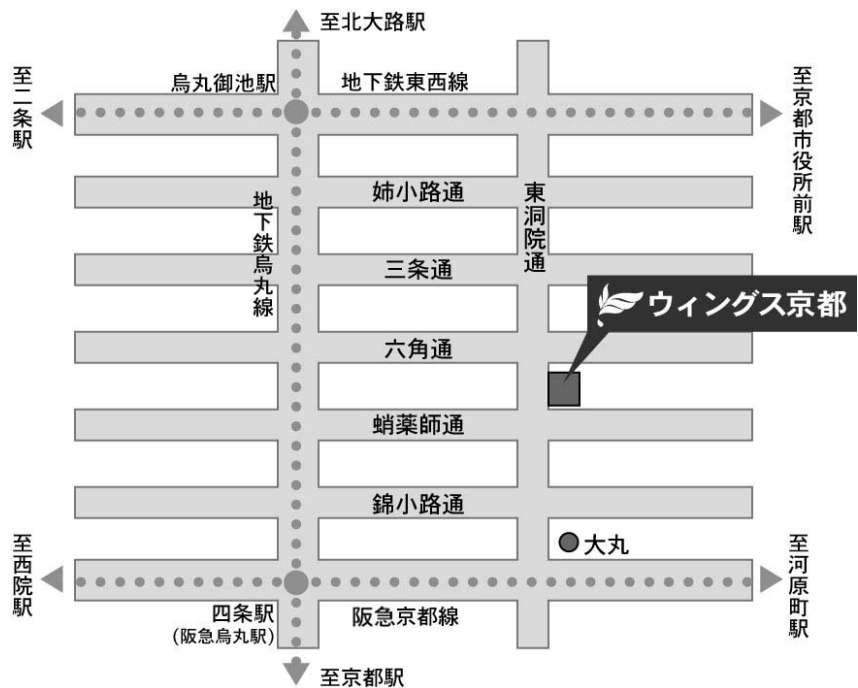 至北大路駅
烏丸御池駅
地下鉄東西線
至二条駅
至京都市役所前駅
姉小路通
東洞院通
地下鉄烏丸線
三条通
ウィングス京都
六角通
蛸薬師通
錦小路通
大丸
至西院駅
至河原町駅
四条駅
(阪急烏丸駅)
阪急京都線
至京都駅